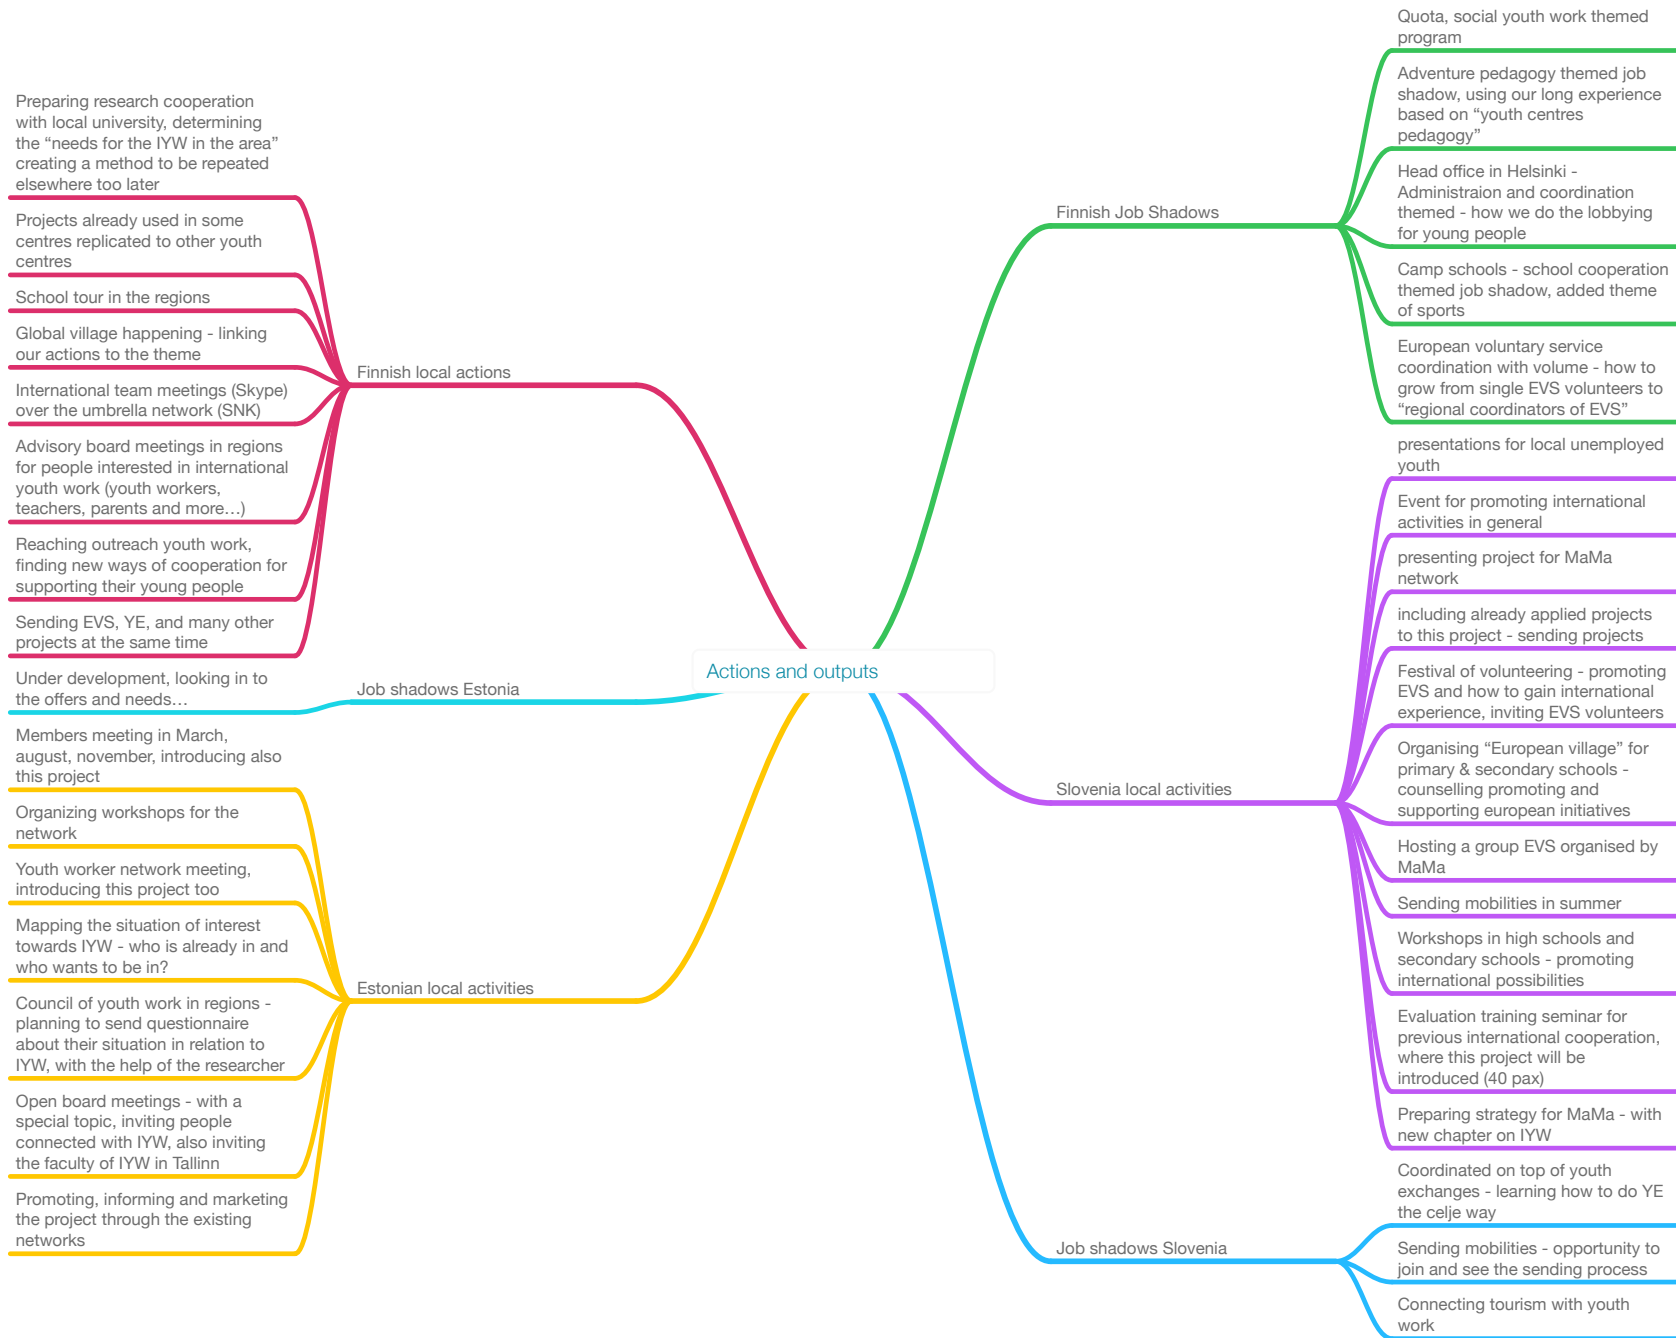 Actions and outputs
Finnish Job Shadows
Quota, social youth work themed
program
Adventure pedagogy themed job
shadow, using our long experience
based on “youth centres
pedagogy”
Head office in Helsinki -
Administraion and coordination
themed - how we do the lobbying
for young people
Camp schools - school cooperation
themed job shadow, added theme
of sports
European voluntary service
coordination with volume - how to
grow from single EVS volunteers to
“regional coordinators of EVS”
Slovenia local activities
presentations for local unemployed
youth
Event for promoting international
activities in general
presenting project for MaMa
network
including already applied projects
to this project - sending projects
Festival of volunteering - promoting
EVS and how to gain international
experience, inviting EVS volunteers
Organising “European village” for
primary & secondary schools -
counselling promoting and
supporting european initiatives
Hosting a group EVS organised by
MaMa
Sending mobilities in summer
Workshops in high schools and
secondary schools - promoting
international possibilities
Evaluation training seminar for
previous international cooperation,
where this project will be
introduced (40 pax)
Preparing strategy for MaMa - with
new chapter on IYW
Job shadows Slovenia
Coordinated on top of youth
exchanges - learning how to do YE
the celje way
Sending mobilities - opportunity to
join and see the sending process
Connecting tourism with youth
work
Finnish local actions
Preparing research cooperation
with local university, determining
the “needs for the IYW in the area”
creating a method to be repeated
elsewhere too later
Projects already used in some
centres replicated to other youth
centres
School tour in the regions
Global village happening - linking
our actions to the theme
International team meetings (Skype)
over the umbrella network (SNK)
Advisory board meetings in regions
for people interested in international
youth work (youth workers,
teachers, parents and more…)
Reaching outreach youth work,
finding new ways of cooperation for
supporting their young people
Sending EVS, YE, and many other
projects at the same time
Job shadows Estonia
Under development, looking in to
the offers and needs…
Estonian local activities
Members meeting in March,
august, november, introducing also
this project
Organizing workshops for the
network
Youth worker network meeting,
introducing this project too
Mapping the situation of interest
towards IYW - who is already in and
who wants to be in?
Council of youth work in regions -
planning to send questionnaire
about their situation in relation to
IYW, with the help of the researcher
Open board meetings - with a
special topic, inviting people
connected with IYW, also inviting
the faculty of IYW in Tallinn
Promoting, informing and marketing
the project through the existing
networks